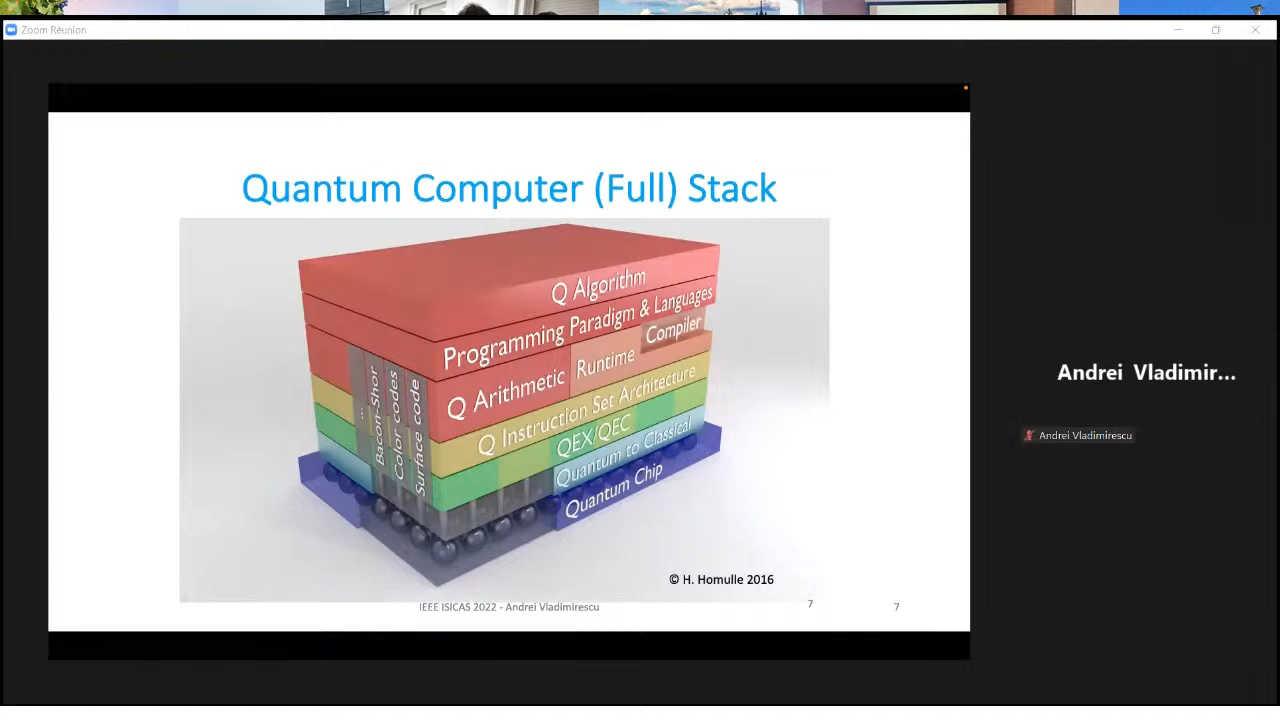 Zoom Réunion
Quantum Computer (Full) Stack
Q Algorithm
Programming Paradigm & Languages
Q Arithmetic
Runtime
Compiler
Q Instruction Set Architecture
QEX/QEC
Quantum to Classical
Quantum Chip
...
Bacon-Shor
Color codes
Surface code
© H. Homulle 2016
IEEE ISICAS 2022 - Andrei Vladimirescu
7
7
Andrei Vladimir...
Andrei Vladimirescu